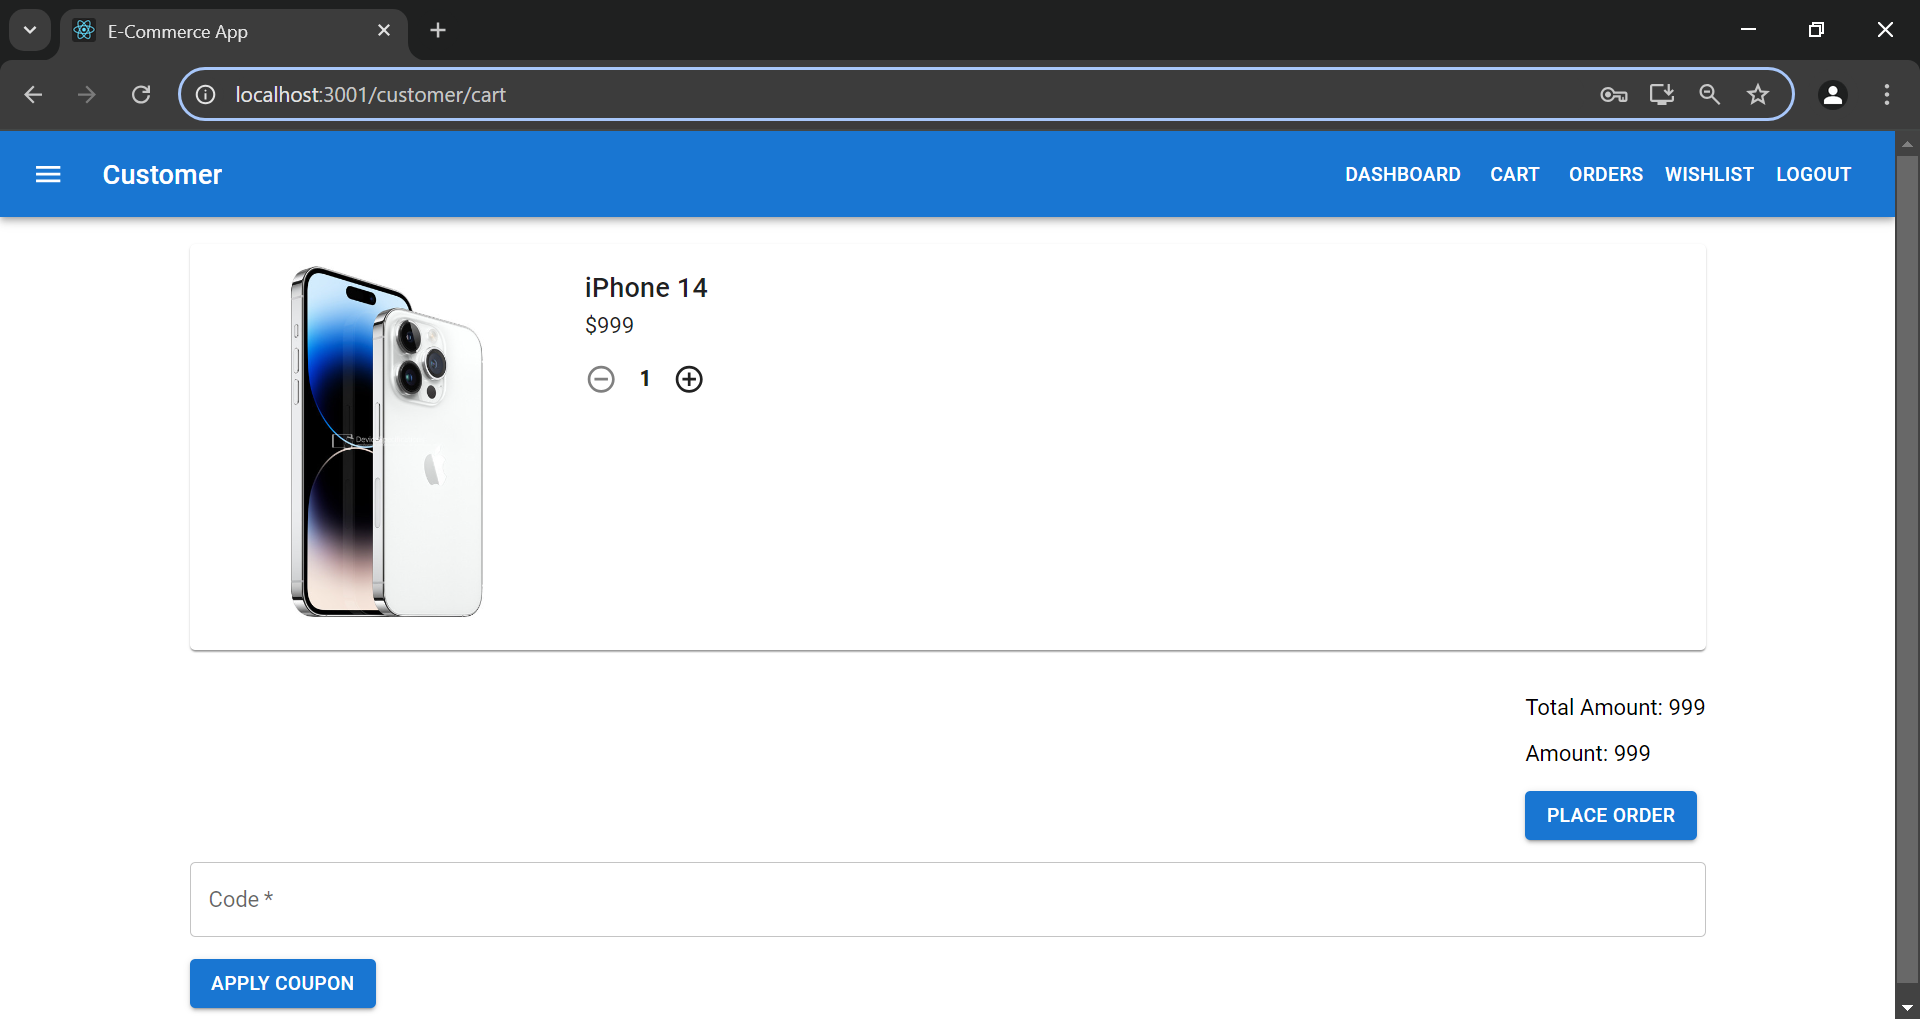 E-Commerce App
localhost:3001/customer/cart
Customer
DASHBOARD CART ORDERS WISHLIST LOGOUT
iPhone 14
$999
1
Total Amount: 999
Amount: 999
PLACE ORDER
Code *
APPLY COUPON